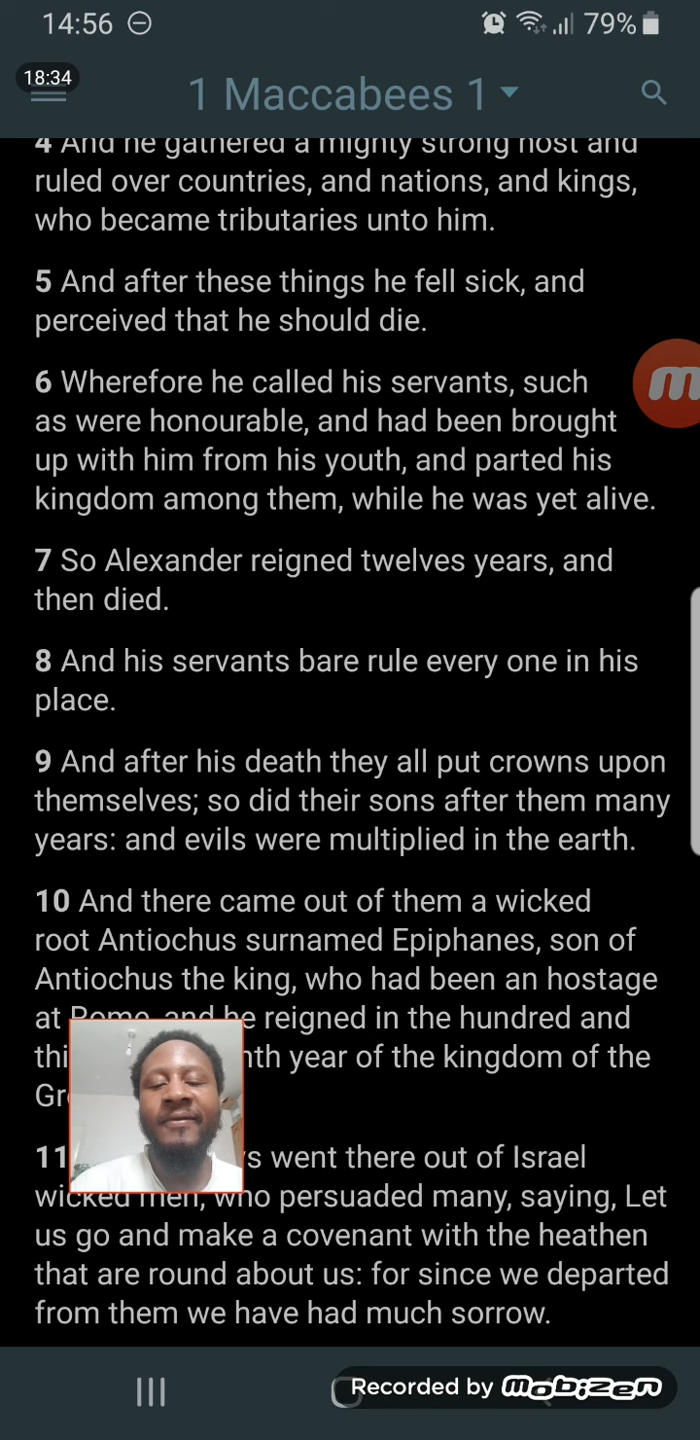 14:56
79%
18:34
1 Maccabees 1
4 And he gathered a mighty strong host and
ruled over countries, and nations, and kings,
who became tributaries unto him.
5 And after these things he fell sick, and
perceived that he should die.
6 Wherefore he called his servants, such
as were honourable, and had been brought
up with him from his youth, and parted his
kingdom among them, while he was yet alive.
7 So Alexander reigned twelves years, and
then died.
8 And his servants bare rule every one in his
place.
9 And after his death they all put crowns upon
themselves; so did their sons after them many
years: and evils were multiplied in the earth.
10 And there came out of them a wicked
root Antiochus surnamed Epiphanes, son of
Antiochus the king, who had been an hostage
at Rome, and he reigned in the hundred and
year of the kingdom of the
11 went there out of Israel
wicked men, who persuaded many, saying, Let
us go and make a covenant with the heathen
that are round about us: for since we departed
from them we have had much sorrow.
Recorded by mobizen